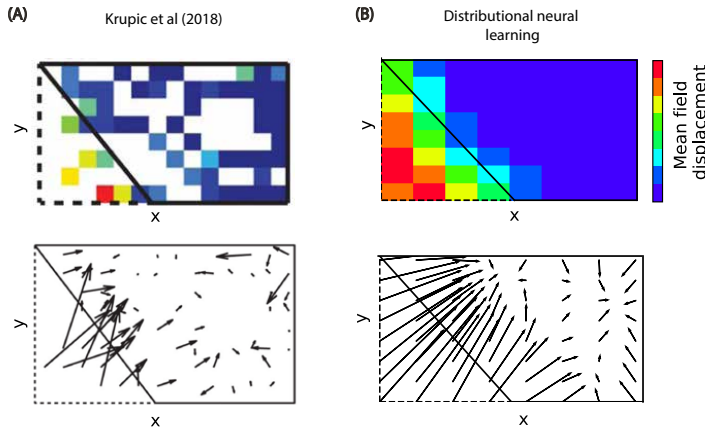 (A)
Krupic et al (2018)
(B)
Distributional neural
learning
y
x
y
x
Mean field
displacement
y
x
y
x